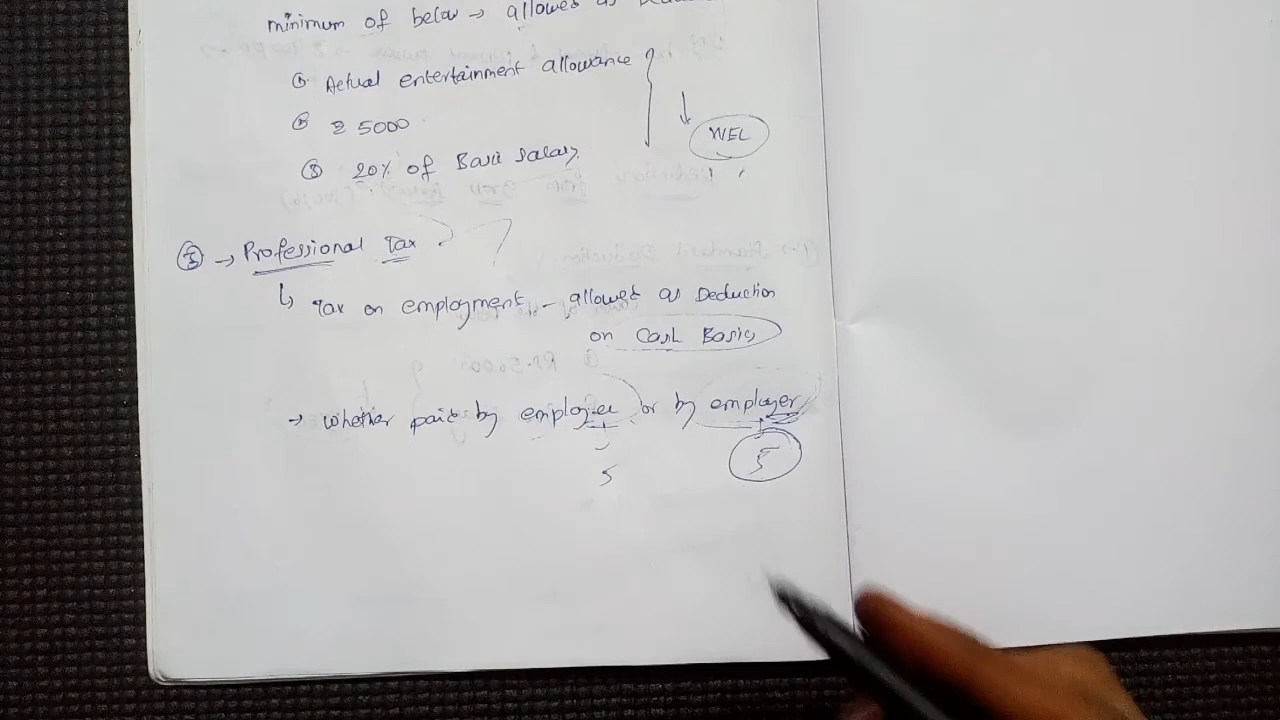 minimum of below → allowed as
① Actual entertainment allowance
② ₹ 5000
③ 20% of Basic salary
WEL
③ → Professional Tax
↳ Tax on employment - allowed as Deduction
on Cash Basis
→ Whether paid by employee or by employer